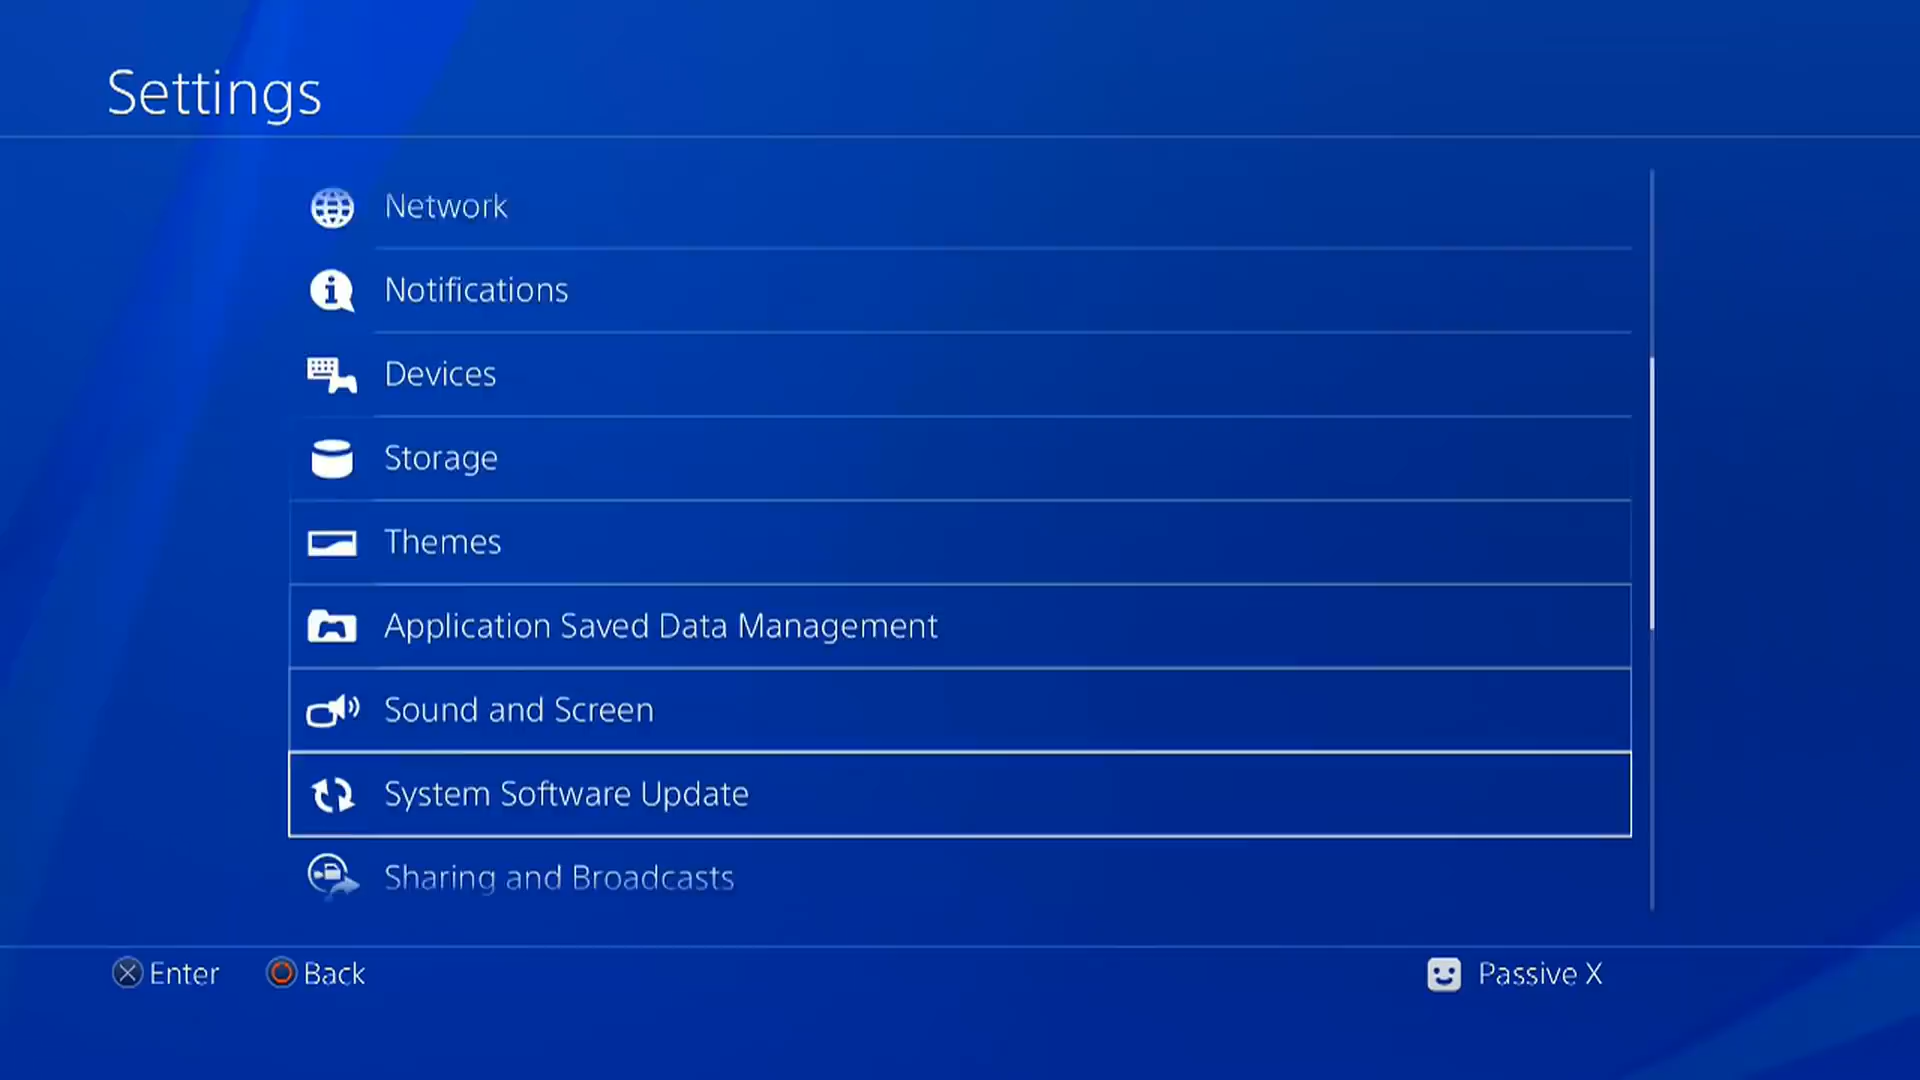 Settings
Network
Notifications
Devices
Storage
Themes
Application Saved Data Management
Sound and Screen
System Software Update
Sharing and Broadcasts
Enter Back Passive X